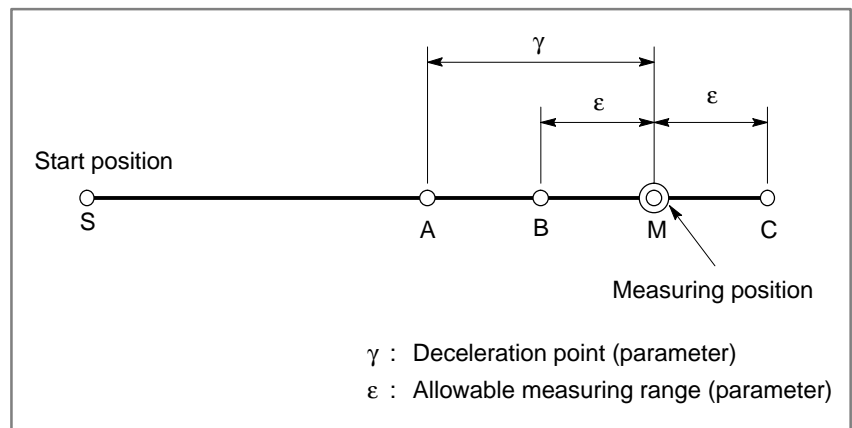 γ
ε ε
Start position
S A B M C
Measuring position
γ : Deceleration point (parameter)
ε : Allowable measuring range (parameter)